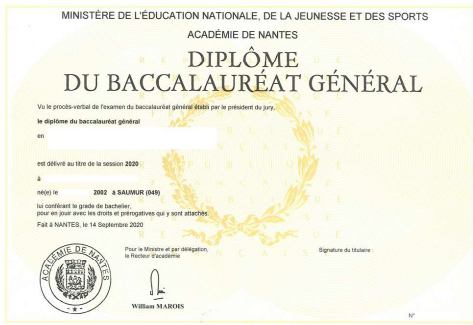 MINISTÈRE DE L'ÉDUCATION NATIONALE, DE LA JEUNESSE ET DES SPORTS
ACADÉMIE DE NANTES
DIPLÔME
DU BACCALAURÉAT GÉNÉRAL
Vu le procès-verbal de l'examen du baccalauréat général établi par le président du jury,
le diplôme du baccalauréat général
en
est délivré au titre de la session 2020
à
né(e) le 2002 à SAUMUR (049)
lui conférant le grade de bachelier,
pour en jouir avec les droits et prérogatives qui y sont attachés.
Fait à NANTES, le 14 Septembre 2020
Pour le Ministre et par délégation,
le Recteur d'académie
Signature du titulaire :
ACADÉMIE DE NANTES
William MAROIS
N°